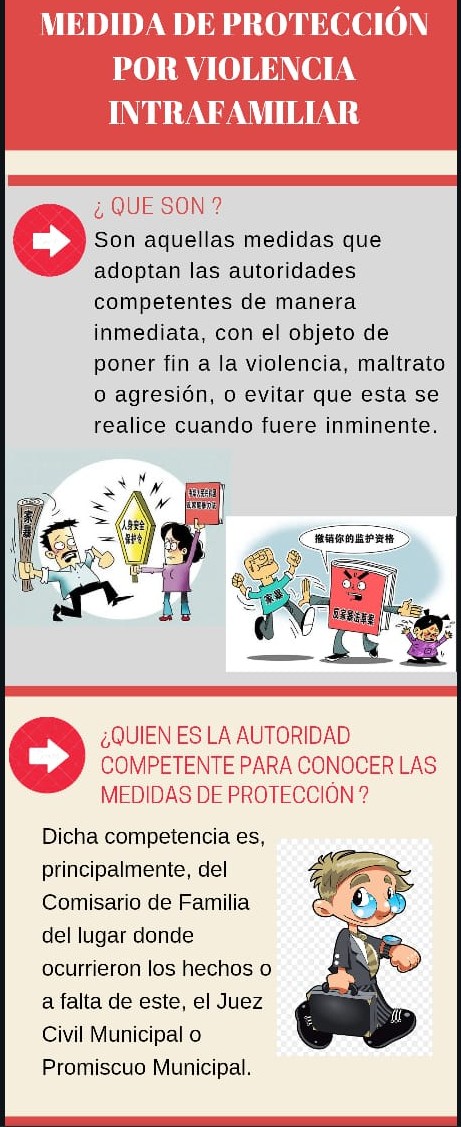 MEDIDA DE PROTECCIÓN
POR VIOLENCIA
INTRAFAMILIAR
¿ QUE SON ?
Son aquellas medidas que
adoptan las autoridades
competentes de manera
inmediata, con el objeto de
poner fin a la violencia, maltrato
o agresión, o evitar que esta se
realice cuando fuere inminente.
家暴
人身安全
保护令
撤销你的监护资格
家暴
反家暴法草案
¿QUIEN ES LA AUTORIDAD
COMPETENTE PARA CONOCER LAS
MEDIDAS DE PROTECCIÓN ?
Dicha competencia es,
principalmente, del
Comisario de Familia
del lugar donde
ocurrieron los hechos o
a falta de este, el Juez
Civil Municipal o
Promiscuo Municipal.